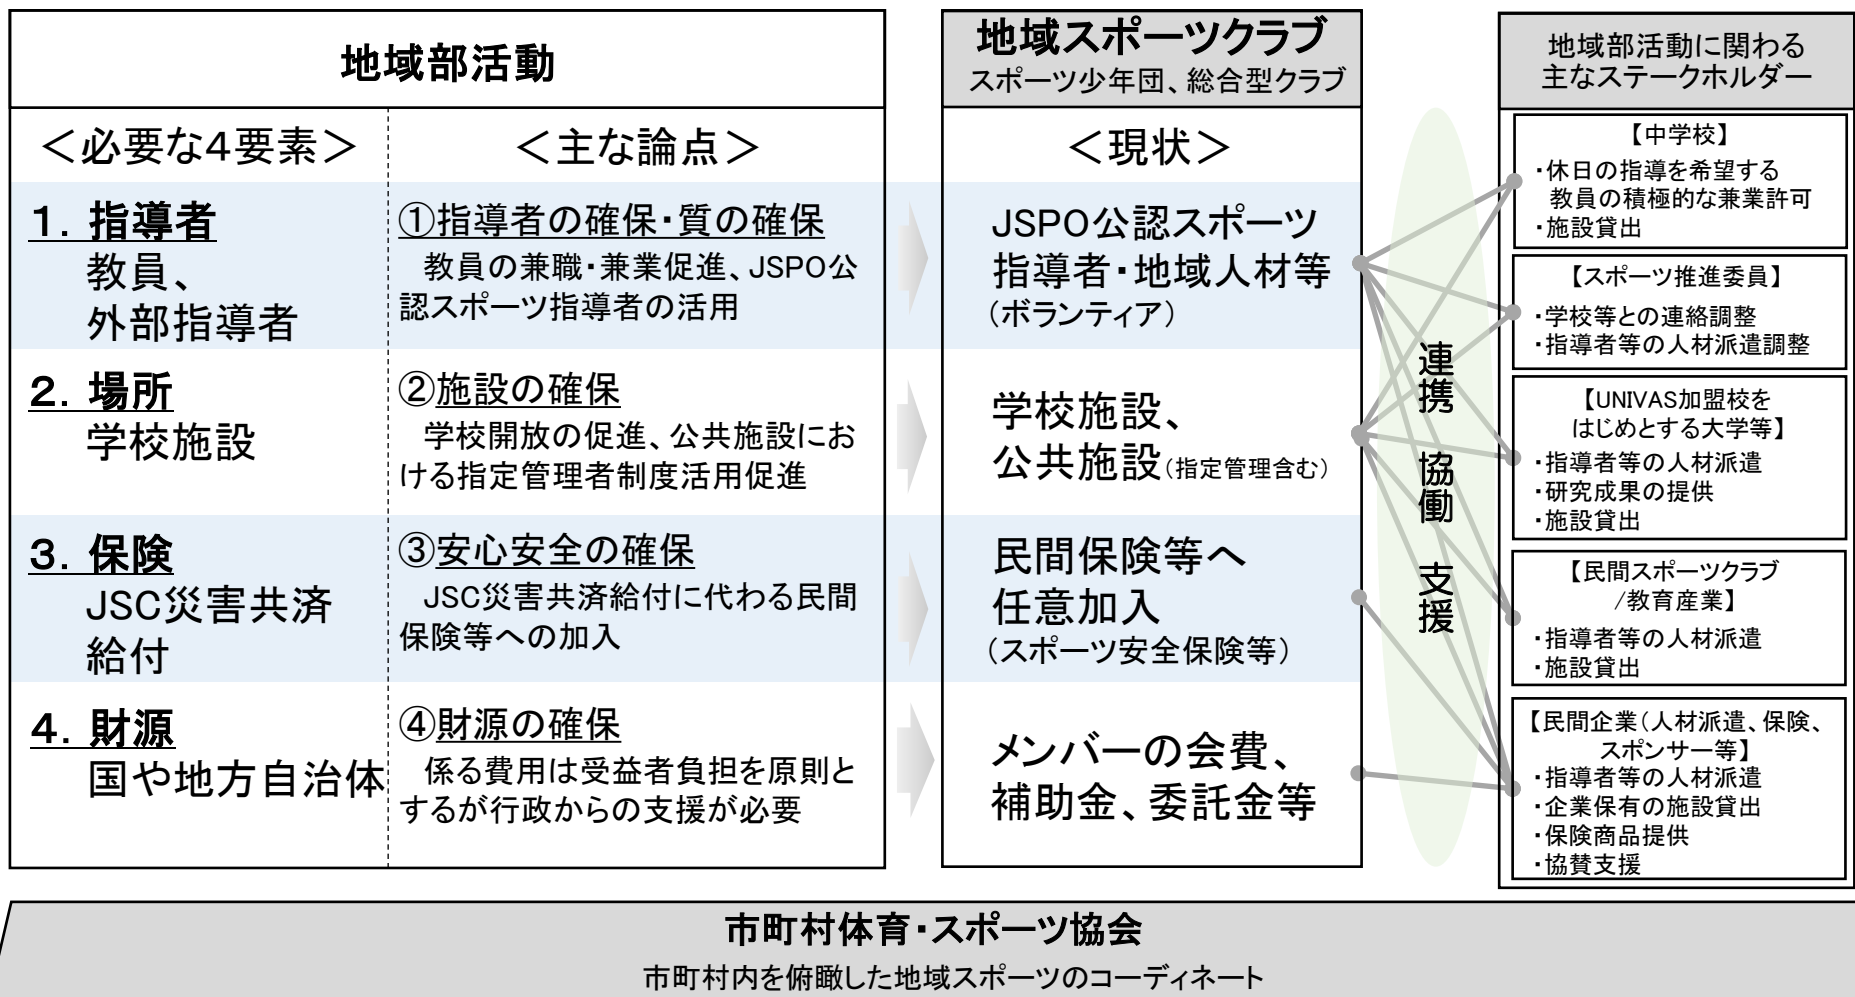 地域部活動
＜必要な4要素＞
＜主な論点＞
1. 指導者
教員、
外部指導者
①指導者の確保・質の確保
教員の兼職・兼業促進、JSPO公
認スポーツ指導者の活用
2. 場所
学校施設
②施設の確保
学校開放の促進、公共施設にお
ける指定管理者制度活用促進
3. 保険
JSC災害共済
給付
③安心安全の確保
JSC災害共済給付に代わる民間
保険等への加入
4. 財源
国や地方自治体
④財源の確保
係る費用は受益者負担を原則と
するが行政からの支援が必要
地域スポーツクラブ
スポーツ少年団、総合型クラブ
＜現状＞
JSPO公認スポーツ
指導者・地域人材等
（ボランティア）
学校施設、
公共施設（指定管理含む）
民間保険等へ
任意加入
（スポーツ安全保険等）
メンバーの会費、
補助金、委託金等
連携 協働 支援
地域部活動に関わる
主なステークホルダー
【中学校】
・休日の指導を希望する
教員の積極的な兼業許可
・施設貸出
【スポーツ推進委員】
・学校等との連絡調整
・指導者等の人材派遣調整
【UNIVAS加盟校を
はじめとする大学等】
・指導者等の人材派遣
・研究成果の提供
・施設貸出
【民間スポーツクラブ
/教育産業】
・指導者等の人材派遣
・施設貸出
【民間企業（人材派遣、保険、
スポンサー等】
・指導者等の人材派遣
・企業保有の施設貸出
・保険商品提供
・協賛支援
市町村体育・スポーツ協会
市町村内を俯瞰した地域スポーツのコーディネート